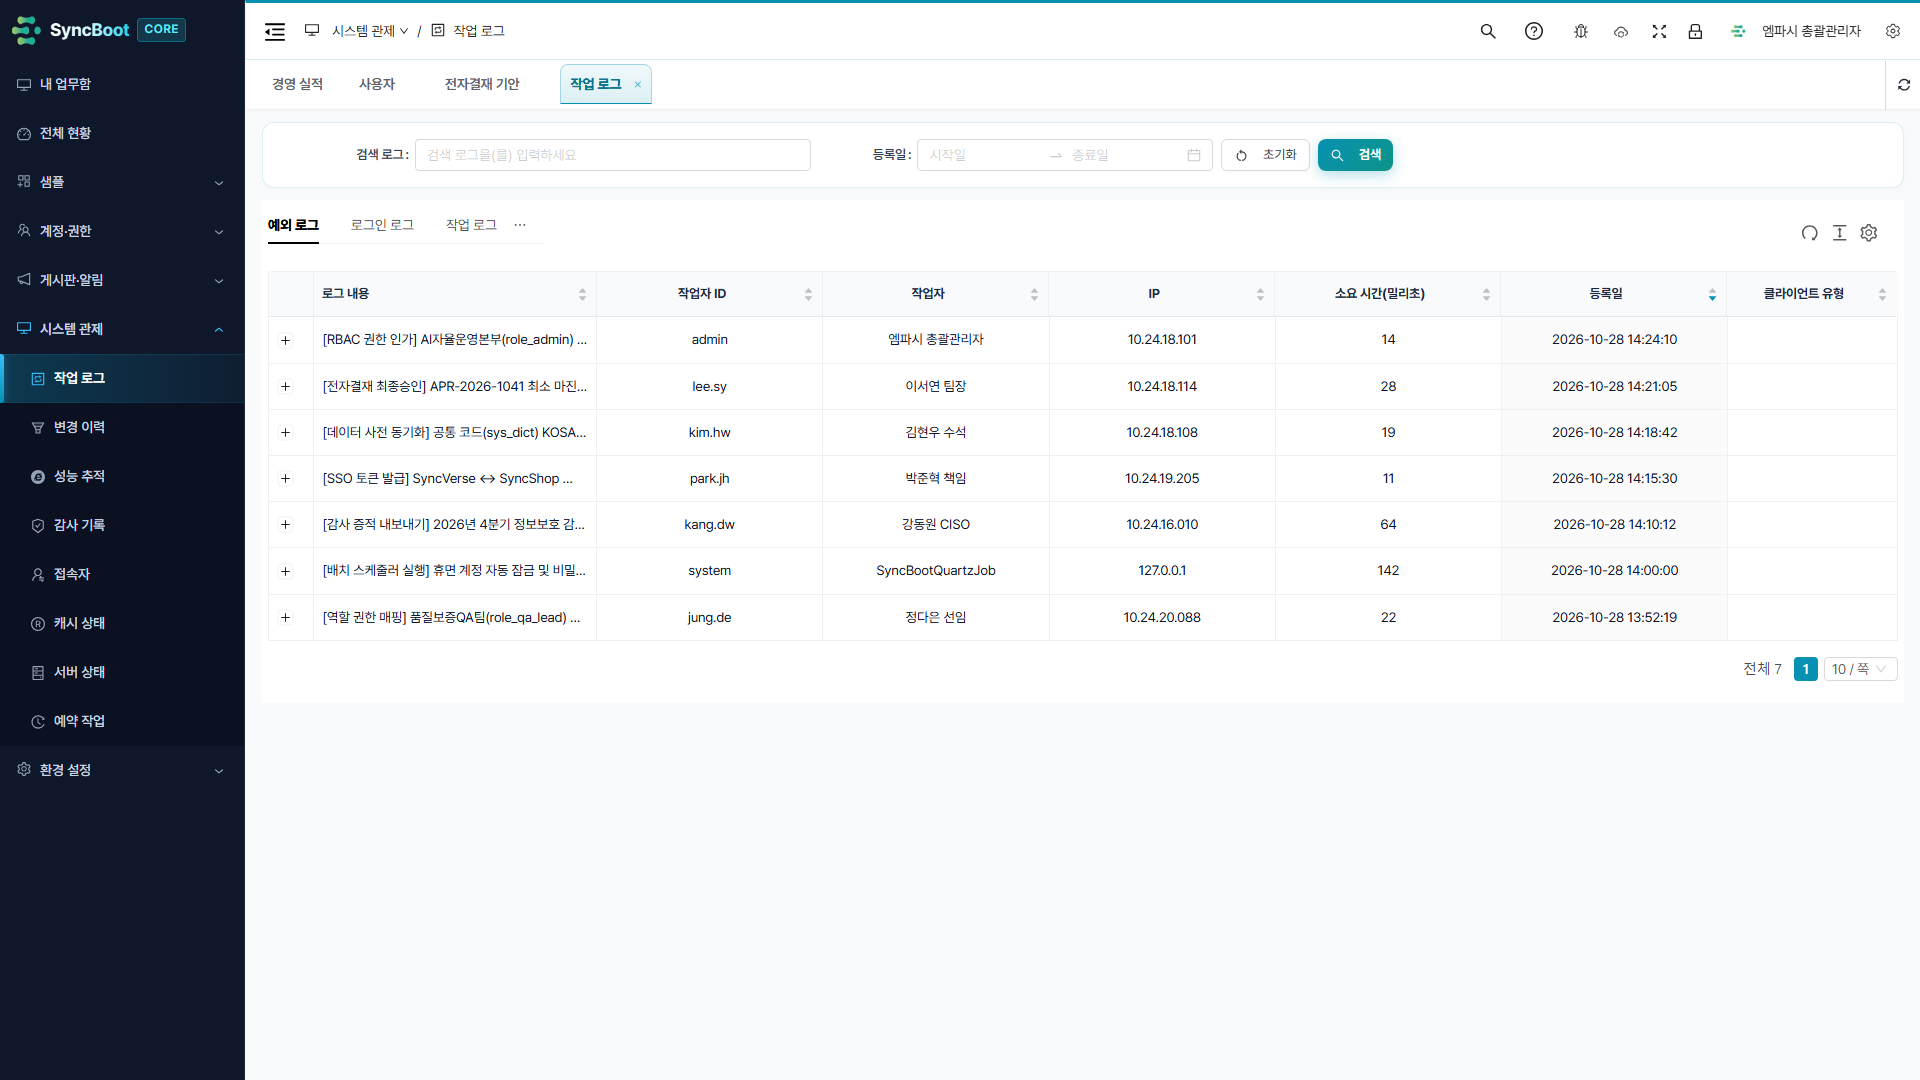 SyncBoot CORE
시스템 관제 / 작업 로그
엠파시 총괄관리자
내 업무함
전체 현황
샘플
계정·권한
게시판·알림
시스템 관제
작업 로그
변경 이력
성능 추적
감사 기록
접속자
캐시 상태
서버 상태
예약 작업
환경 설정
경영 실적 사용자 전자결재 기안 작업 로그 ×
검색 로그: 검색 로그을(를) 입력하세요 등록일: 시작일 → 종료일 초기화 검색
예외 로그 로그인 로그 작업 로그 ···
로그 내용 작업자 ID 작업자 IP 소요 시간(밀리초) 등록일 클라이언트 유형
[RBAC 권한 인가] AI자율운영본부(role_admin) ... admin 엠파시 총괄관리자 10.24.18.101 14 2026-10-28 14:24:10
[전자결재 최종승인] APR-2026-1041 최소 마진... lee.sy 이서연 팀장 10.24.18.114 28 2026-10-28 14:21:05
[데이터 사전 동기화] 공통 코드(sys_dict) KOSA... kim.hw 김현우 수석 10.24.18.108 19 2026-10-28 14:18:42
[SSO 토큰 발급] SyncVerse ↔ SyncShop ... park.jh 박준혁 책임 10.24.19.205 11 2026-10-28 14:15:30
[감사 증적 내보내기] 2026년 4분기 정보보호 감... kang.dw 강동원 CISO 10.24.16.010 64 2026-10-28 14:10:12
[배치 스케줄러 실행] 휴면 계정 자동 잠금 및 비밀... system SyncBootQuartzJob 127.0.0.1 142 2026-10-28 14:00:00
[역할 권한 매핑] 품질보증QA팀(role_qa_lead) ... jung.de 정다은 선임 10.24.20.088 22 2026-10-28 13:52:19
전체 7 1 10 / 쪽